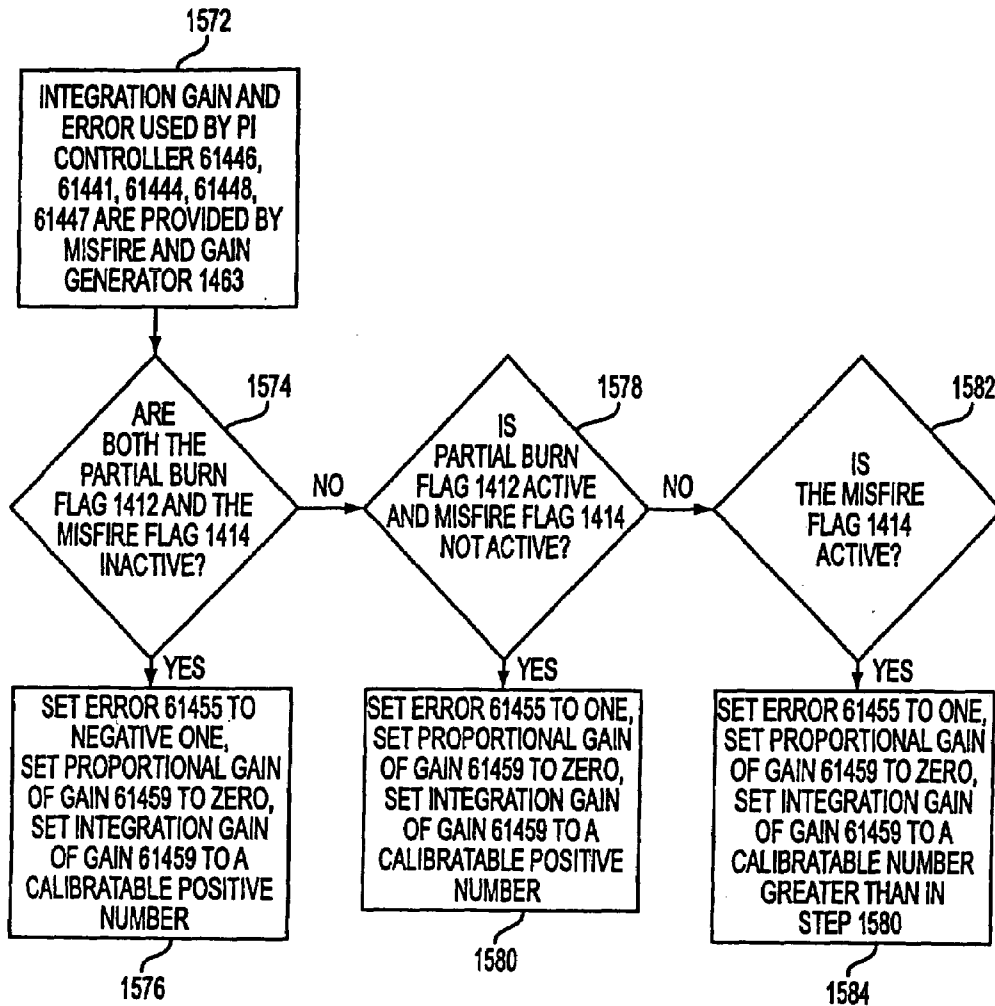 1572
INTEGRATION GAIN AND
ERROR USED BY PI
CONTROLLER 61446,
61441, 61444, 61448,
61447 ARE PROVIDED BY
MISFIRE AND GAIN
GENERATOR 1463
1574
ARE
BOTH THE
PARTIAL BURN
FLAG 1412 AND THE
MISFIRE FLAG 1414
INACTIVE?
NO
YES
1578
IS
PARTIAL BURN
FLAG 1412 ACTIVE
AND MISFIRE FLAG 1414
NOT ACTIVE?
NO
YES
1582
IS
THE MISFIRE
FLAG 1414
ACTIVE?
YES
SET ERROR 61455 TO
NEGATIVE ONE,
SET PROPORTIONAL GAIN
OF GAIN 61459 TO ZERO,
SET INTEGRATION GAIN
OF GAIN 61459 TO A
CALIBRATABLE POSITIVE
NUMBER
1576
SET ERROR 61455 TO ONE,
SET PROPORTIONAL GAIN
OF GAIN 61459 TO ZERO,
SET INTEGRATION GAIN
OF GAIN 61459 TO A
CALIBRATABLE POSITIVE
NUMBER
1580
SET ERROR 61455 TO ONE,
SET PROPORTIONAL GAIN
OF GAIN 61459 TO ZERO,
SET INTEGRATION GAIN
OF GAIN 61459 TO A
CALIBRATABLE NUMBER
GREATER THAN IN
STEP 1580
1584